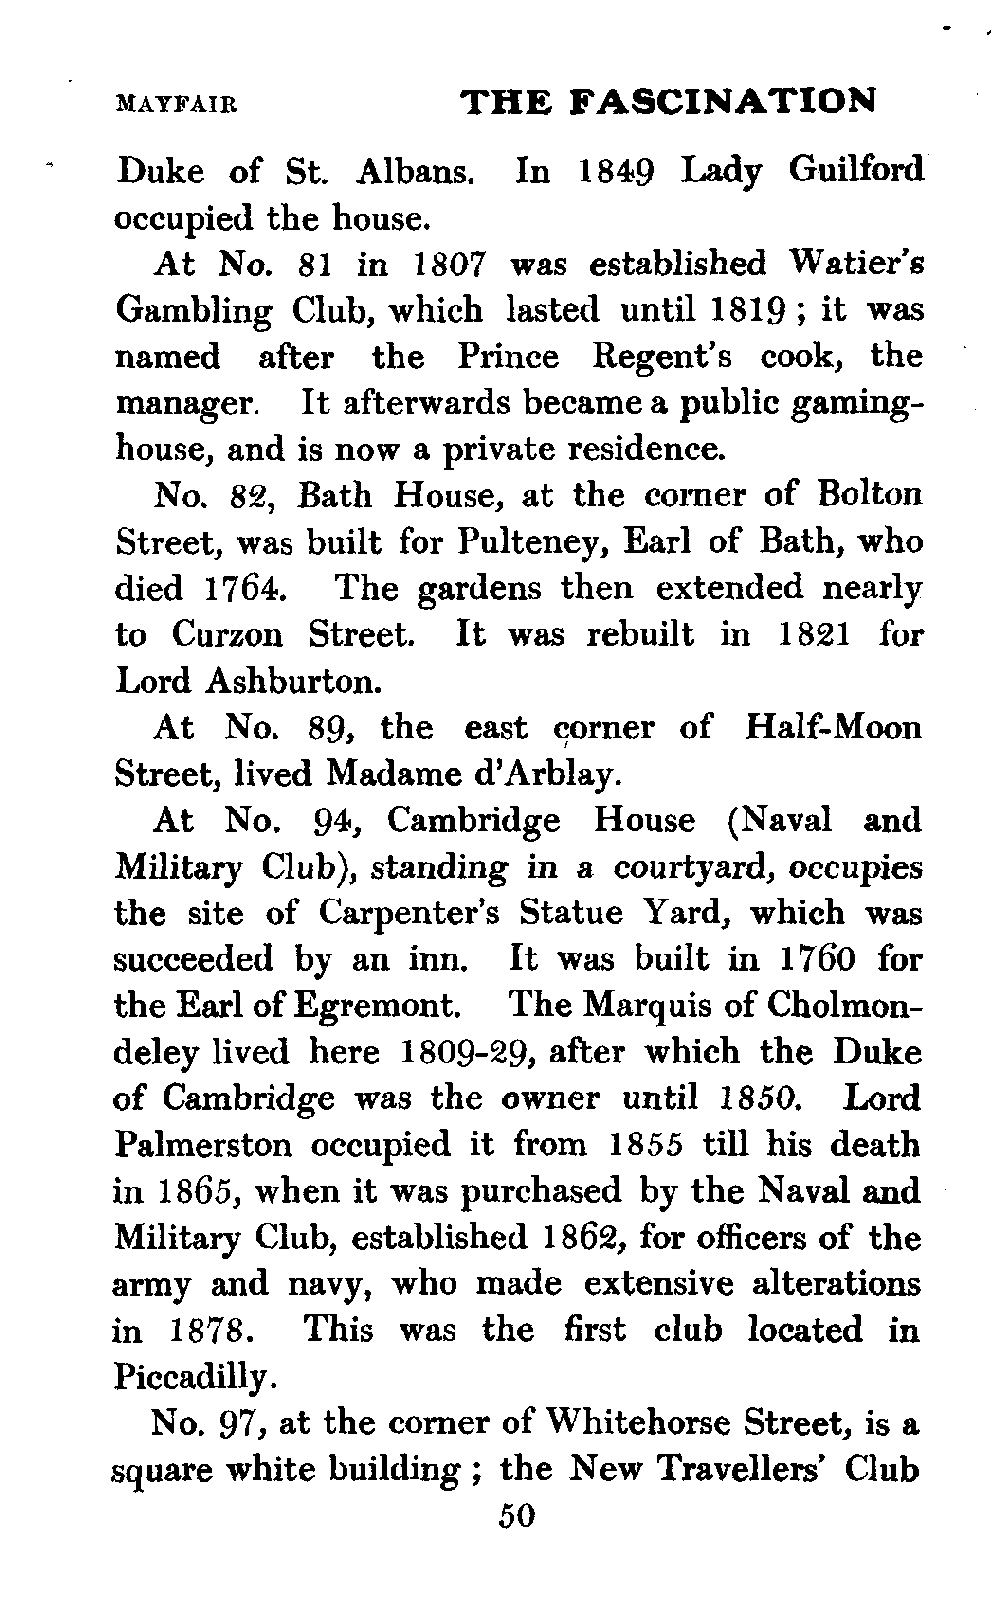 MAYFAIR THE FASCINATION
Duke of St. Albans. In 1849 Lady Guilford
occupied the house.
At No. 81 in 1807 was established Watier's
Gambling Club, which lasted until 1819 ; it was
named after the Prince Regent's cook, the
manager. It afterwards became a public gaming-
house, and is now a private residence.
No. 82, Bath House, at the corner of Bolton
Street, was built for Pulteney, Earl of Bath, who
died 1764. The gardens then extended nearly
to Curzon Street. It was rebuilt in 1821 for
Lord Ashburton.
At No. 89, the east corner of Half-Moon
Street, lived Madame d'Arblay.
At No. 94, Cambridge House (Naval and
Military Club), standing in a courtyard, occupies
the site of Carpenter's Statue Yard, which was
succeeded by an inn. It was built in 1760 for
the Earl of Egremont. The Marquis of Cholmon-
deley lived here 1809-29, after which the Duke
of Cambridge was the owner until 1850. Lord
Palmerston occupied it from 1855 till his death
in 1865, when it was purchased by the Naval and
Military Club, established 1862, for officers of the
army and navy, who made extensive alterations
in 1878. This was the first club located in
Piccadilly.
No. 97, at the corner of Whitehorse Street, is a
square white building ; the New Travellers' Club
50